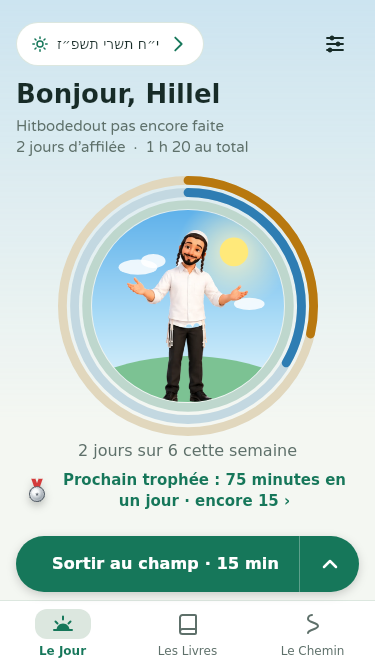 י״ח תשרי תשפ״ז
Bonjour, Hillel
Hitbodedout pas encore faite
2 jours d’affilée · 1 h 20 au total
2 jours sur 6 cette semaine
Prochain trophée : 75 minutes en
un jour · encore 15 ›
Sortir au champ · 15 min
Le Jour
Les Livres
Le Chemin